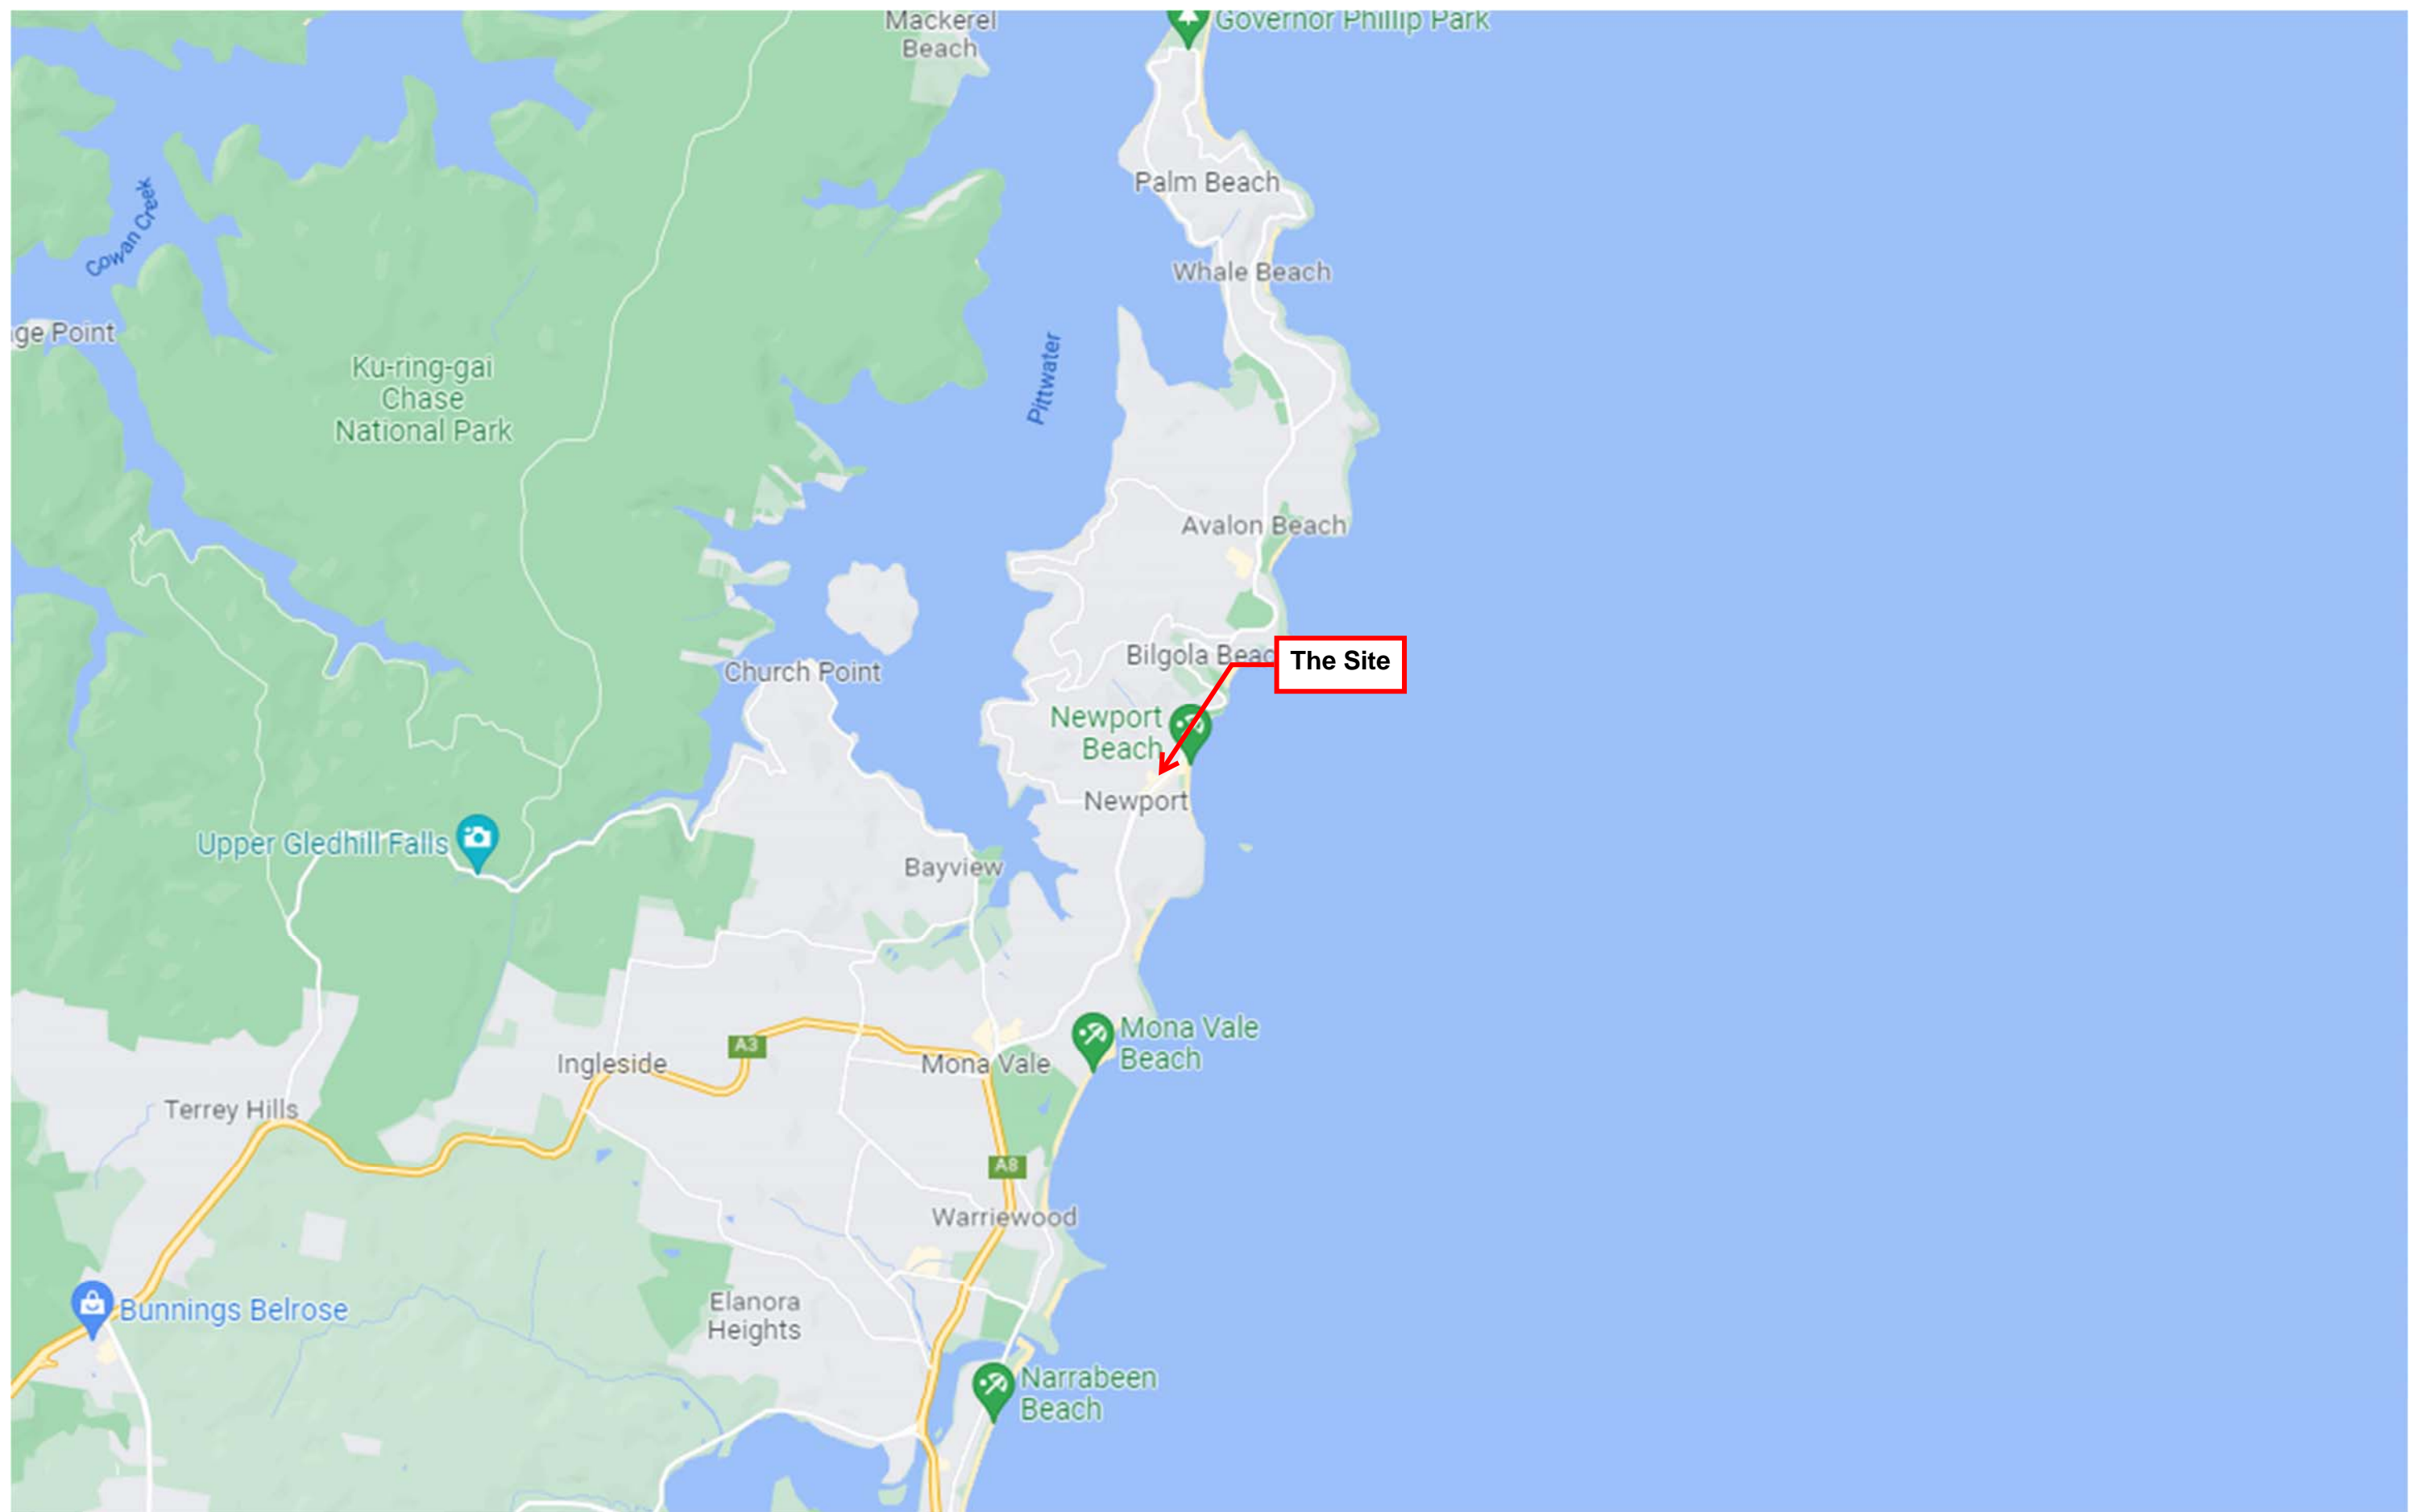 Mackerel
Beach
Governor Phillip Park
Palm Beach
Cowan Creek
Whale Beach
ge Point
Pittwater
Ku-ring-gai
Chase
National Park
Avalon Beach
Bilgola Beac
The Site
Church Point
Newport
Beach
Newport
Upper Gledhill Falls
Bayview
Mona Vale
Beach
A3
Ingleside
Mona Vale
Terrey Hills
A8
Warriewood
Elanora
Heights
Bunnings Belrose
Narrabeen
Beach